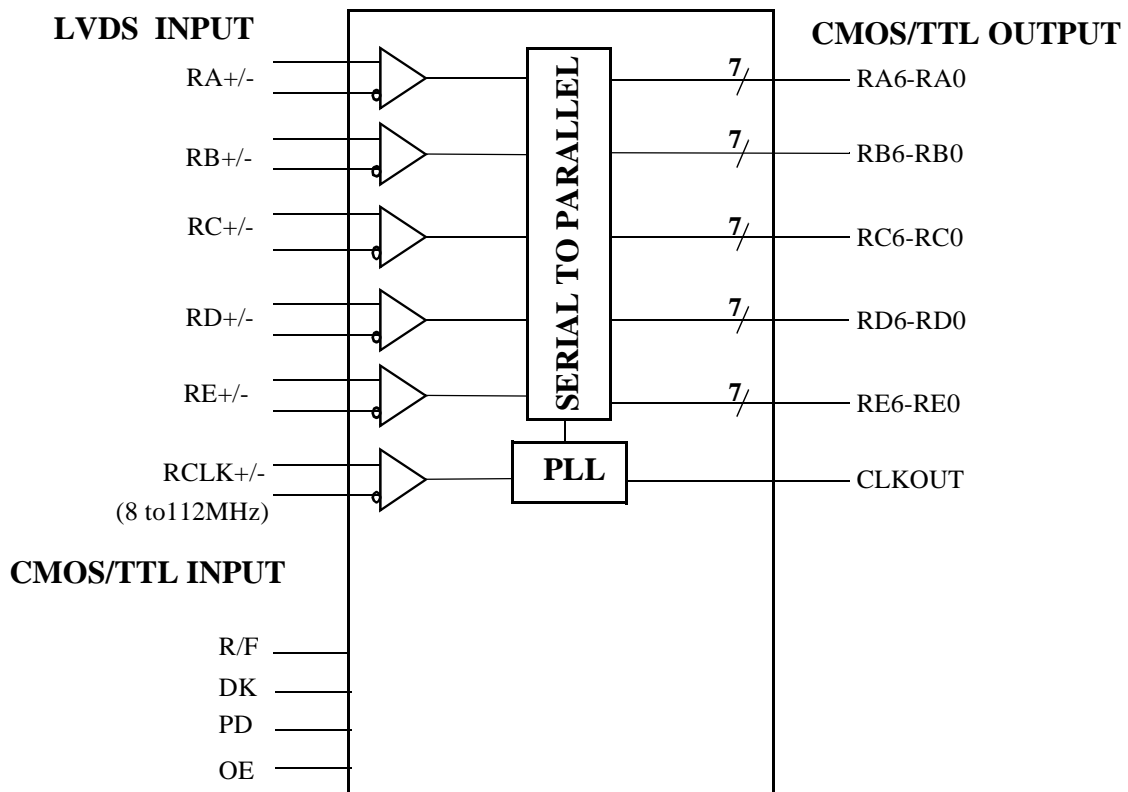 LVDS INPUT
CMOS/TTL OUTPUT
RA+/-
7
RA6-RA0
RB+/-
7
RB6-RB0
RC+/-
7
RC6-RC0
RD+/-
7
RD6-RD0
RE+/-
7
RE6-RE0
SERIAL TO PARALLEL
RCLK+/-
(8 to112MHz)
PLL
CLKOUT
CMOS/TTL INPUT
R/F
DK
PD
OE